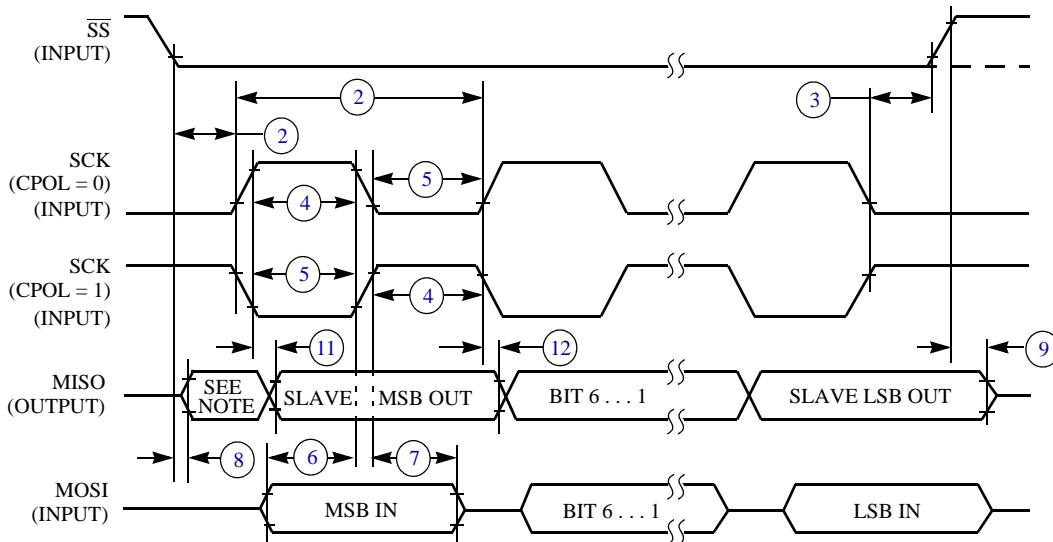 SS
(INPUT)
2
3
2
SCK
(CPOL = 0)
(INPUT)
5
4
SCK
(CPOL = 1)
(INPUT)
5
4
11
12
9
MISO
(OUTPUT)
SEE
NOTE
SLAVE
MSB OUT
BIT 6 . . . 1
SLAVE LSB OUT
8
6
7
MOSI
(INPUT)
MSB IN
BIT 6 . . . 1
LSB IN